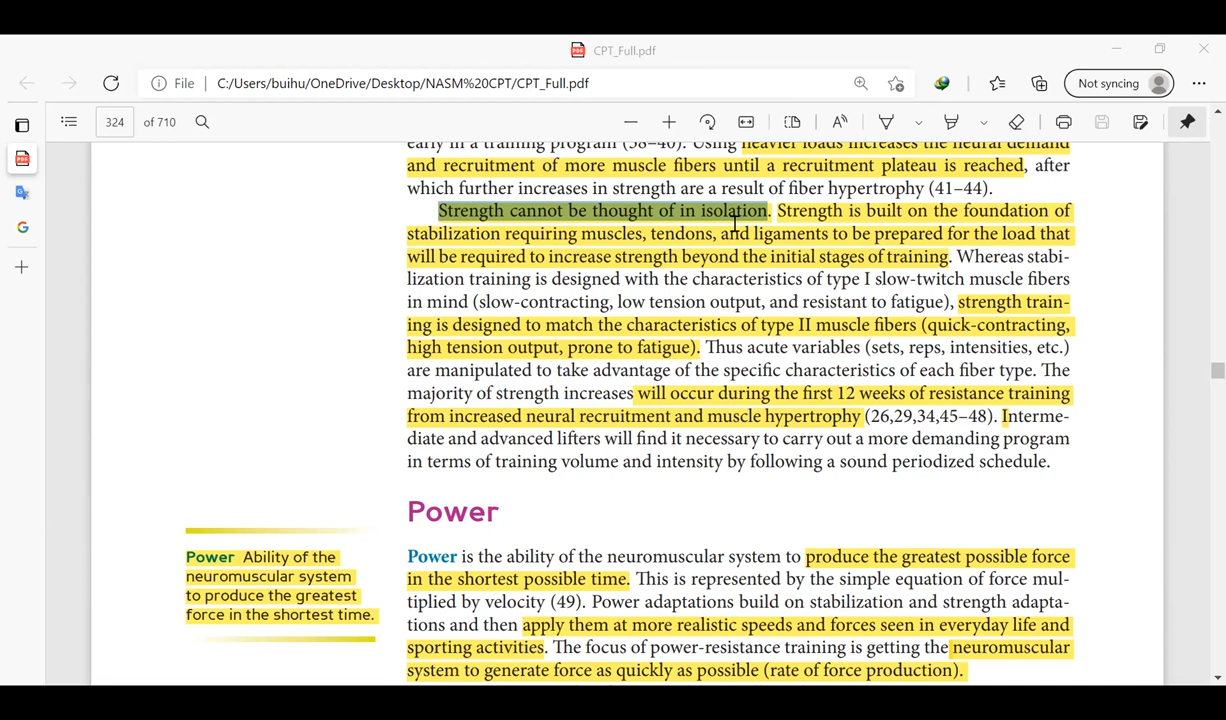 CPT_Full.pdf
File
C:/Users/buihu/OneDrive/Desktop/NASM%20CPT/CPT_Full.pdf
Not syncing
324 of 710
early in a training program (38–40). Using heavier loads increases the neural demand
and recruitment of more muscle fibers until a recruitment plateau is reached, after
which further increases in strength are a result of fiber hypertrophy (41–44).
Strength cannot be thought of in isolation. Strength is built on the foundation of
stabilization requiring muscles, tendons, and ligaments to be prepared for the load that
will be required to increase strength beyond the initial stages of training. Whereas stabi-
lization training is designed with the characteristics of type I slow-twitch muscle fibers
in mind (slow-contracting, low tension output, and resistant to fatigue), strength train-
ing is designed to match the characteristics of type II muscle fibers (quick-contracting,
high tension output, prone to fatigue). Thus acute variables (sets, reps, intensities, etc.)
are manipulated to take advantage of the specific characteristics of each fiber type. The
majority of strength increases will occur during the first 12 weeks of resistance training
from increased neural recruitment and muscle hypertrophy (26,29,34,45–48). Interme-
diate and advanced lifters will find it necessary to carry out a more demanding program
in terms of training volume and intensity by following a sound periodized schedule.
Power
Power Ability of the
neuromuscular system
to produce the greatest
force in the shortest time.
Power is the ability of the neuromuscular system to produce the greatest possible force
in the shortest possible time. This is represented by the simple equation of force mul-
tiplied by velocity (49). Power adaptations build on stabilization and strength adapta-
tions and then apply them at more realistic speeds and forces seen in everyday life and
sporting activities. The focus of power-resistance training is getting the neuromuscular
system to generate force as quickly as possible (rate of force production).